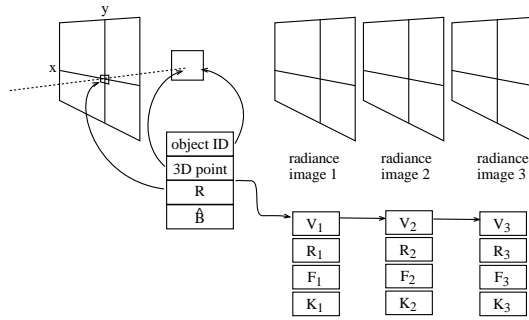 y
x
object ID
3D point
R
B̂
radiance
image 1
radiance
image 2
radiance
image 3
V₁
V₂
V₃
R₁
R₂
R₃
F₁
F₂
F₃
K₁
K₂
K₃